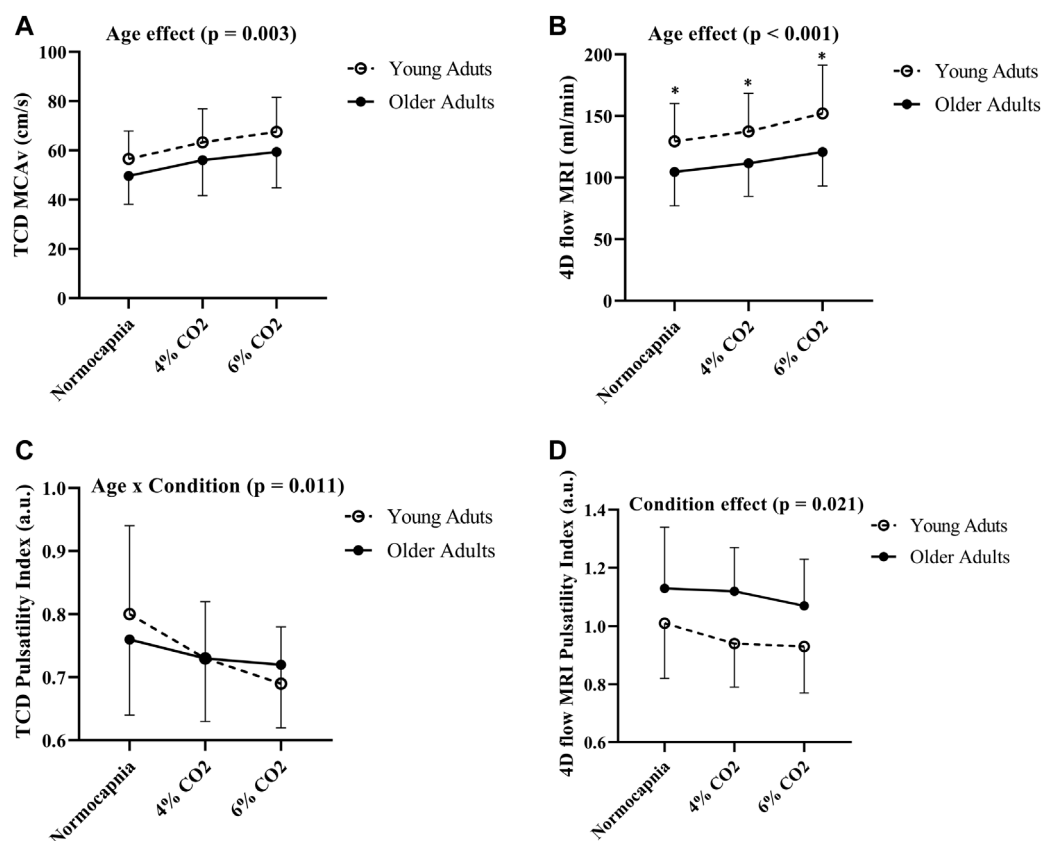 A
Age effect (p = 0.003)
TCD MCAv (cm/s)
100
80
60
40
20
0
Young Aduts
Older Adults
Normocapnia
4% CO2
6% CO2
B
Age effect (p < 0.001)
4D flow MRI (ml/min)
200
150
100
50
0
* * *
Young Aduts
Older Adults
Normocapnia
4% CO2
6% CO2
C
Age x Condition (p = 0.011)
TCD Pulsatility Index (a.u.)
1.0
0.9
0.8
0.7
0.6
Young Aduts
Older Adults
Normocapnia
4% CO2
6% CO2
D
Condition effect (p = 0.021)
4D flow MRI Pulsatility Index (a.u.)
1.4
1.2
1.0
0.8
0.6
Young Aduts
Older Adults
Normocapnia
4% CO2
6% CO2